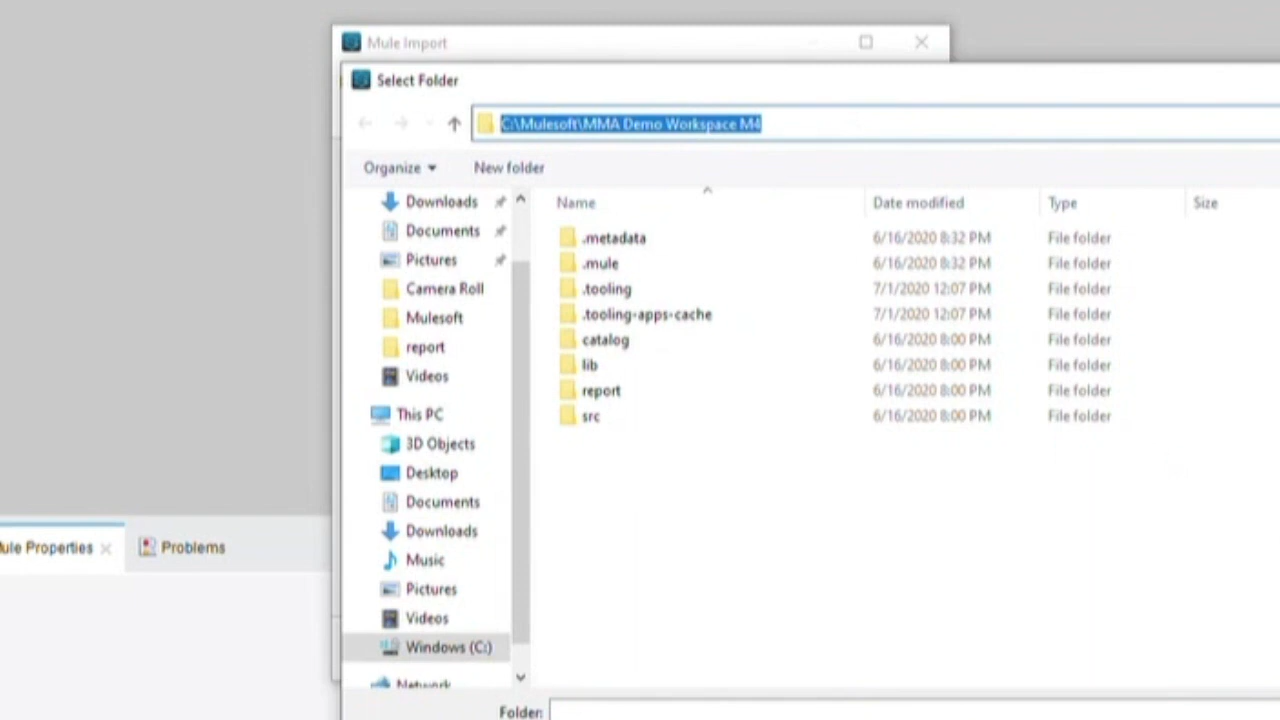 Mule Import
Select Folder
C:\Mulesoft\MMA Demo Workspace M4
Organize
New folder
Name
Date modified
Type
Size
Downloads
Documents
Pictures
Camera Roll
Mulesoft
report
Videos
This PC
3D Objects
Desktop
Documents
Downloads
Music
Pictures
Videos
Windows (C:)
Network
.metadata 6/16/2020 8:32 PM File folder
.mule 6/16/2020 8:32 PM File folder
.tooling 7/1/2020 12:07 PM File folder
.tooling-apps-cache 7/1/2020 12:07 PM File folder
catalog 6/16/2020 8:00 PM File folder
lib 6/16/2020 8:00 PM File folder
report 6/16/2020 8:00 PM File folder
src 6/16/2020 8:00 PM File folder
Folder:
ule Properties
Problems